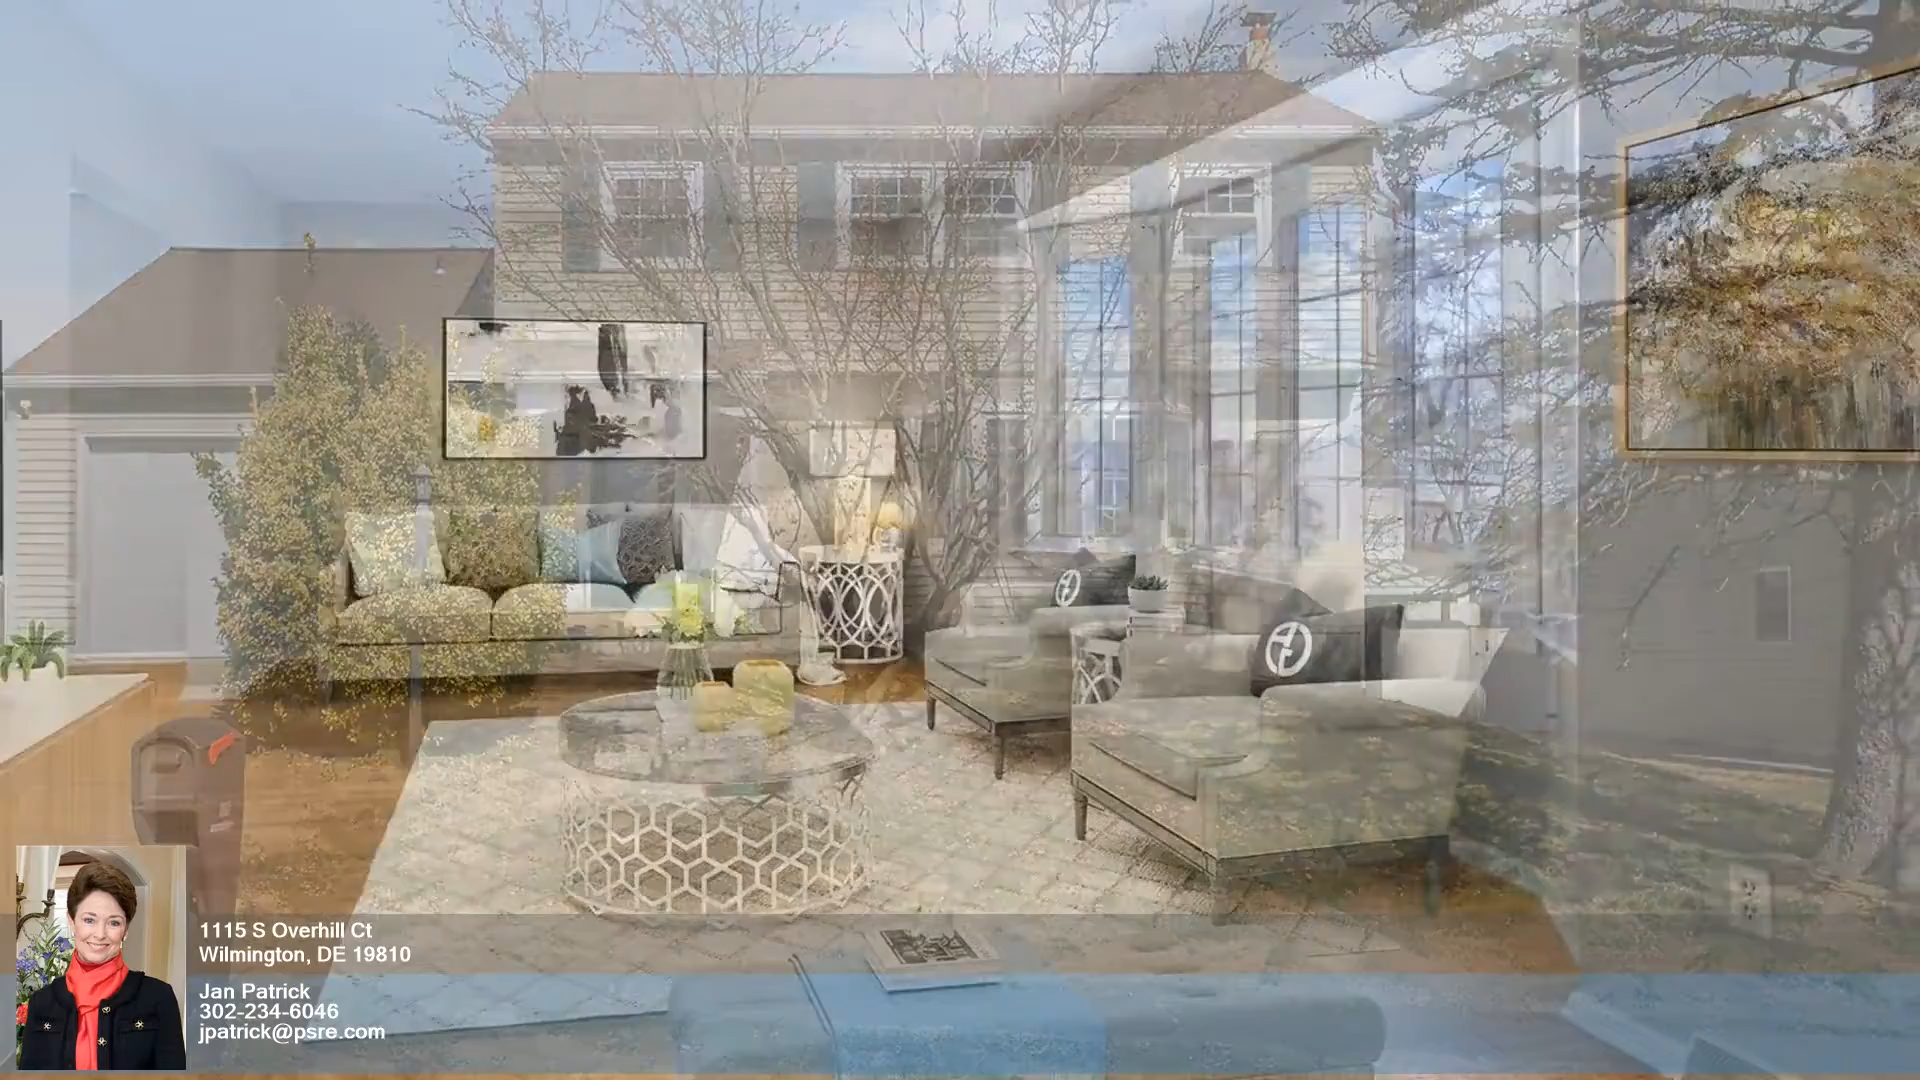 1115 S Overhill Ct
Wilmington, DE 19810
Jan Patrick
302-234-6046
jpatrick@psre.com